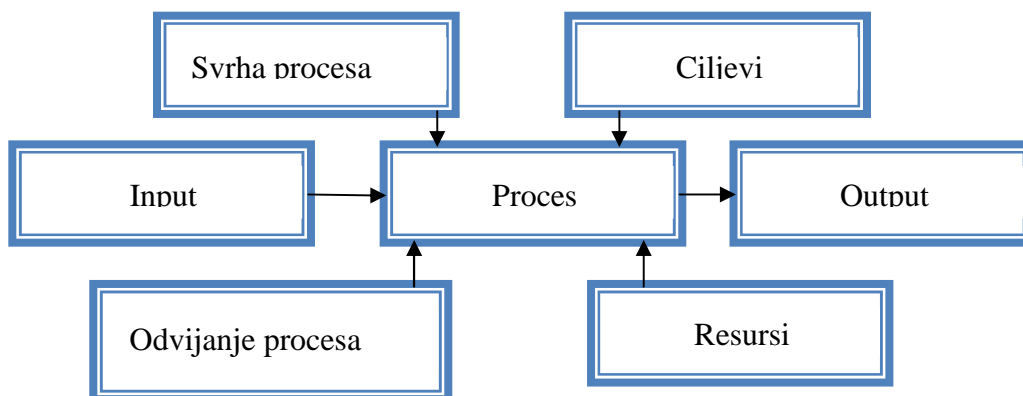 Svrha procesa
Ciljevi
Input
Proces
Output
Odvijanje procesa
Resursi